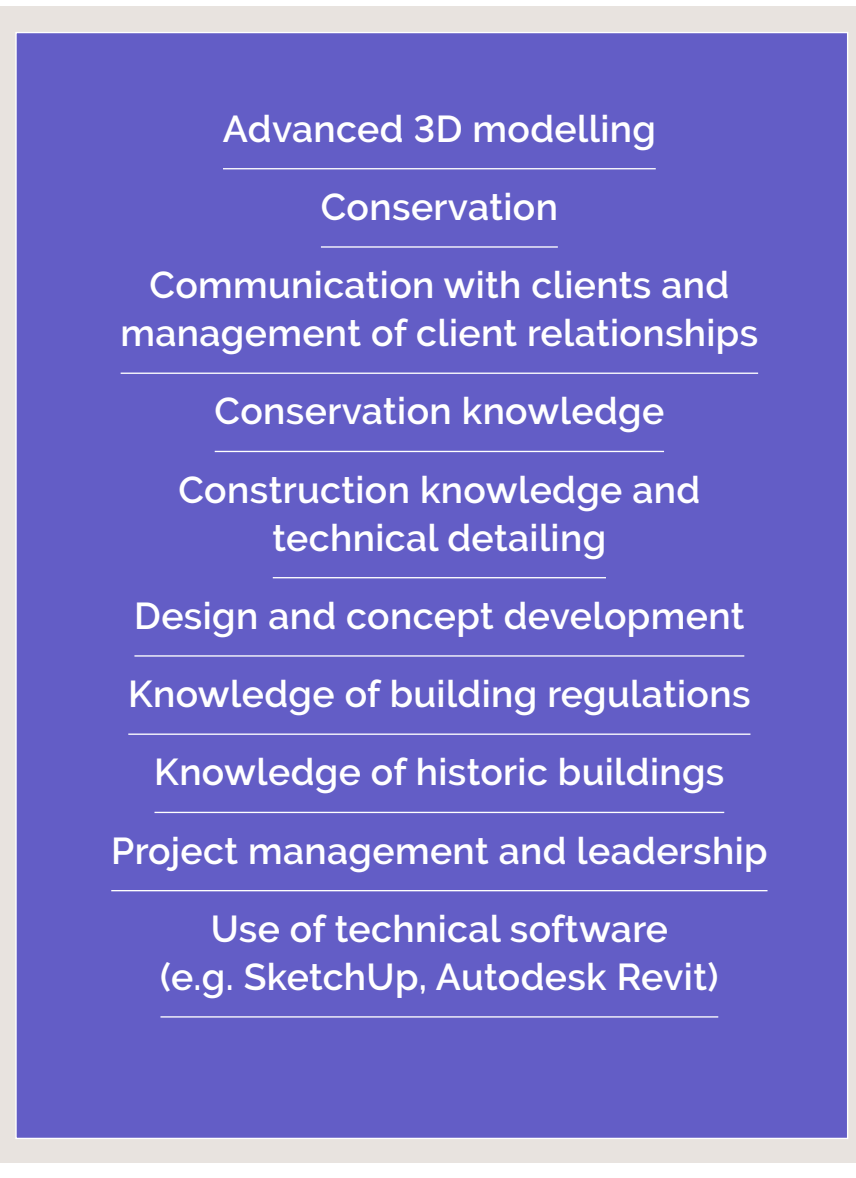 Advanced 3D modelling
Conservation
Communication with clients and
management of client relationships
Conservation knowledge
Construction knowledge and
technical detailing
Design and concept development
Knowledge of building regulations
Knowledge of historic buildings
Project management and leadership
Use of technical software
(e.g. SketchUp, Autodesk Revit)